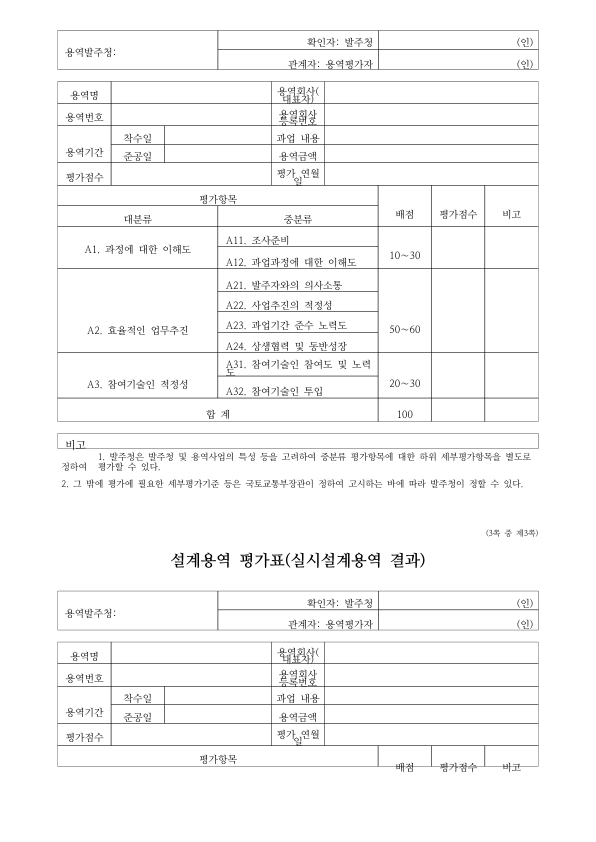 용역발주청:
확인자: 발주청 (인)
관계자: 용역평가자 (인)
용역명 용역회사(
대표자)
용역번호 용역회사
등록번호
용역기간 착수일 과업 내용
준공일 용역금액
평가점수 평가 연월
일
평가항목 배점 평가점수 비고
대분류 중분류
A1. 과정에 대한 이해도 A11. 조사준비 10~30
A12. 과업과정에 대한 이해도
A2. 효율적인 업무추진 A21. 발주자와의 의사소통 50~60
A22. 사업추진의 적정성
A23. 과업기간 준수 노력도
A24. 상생협력 및 동반성장
A3. 참여기술인 적정성 A31. 참여기술인 참여도 및 노력
도 20~30
A32. 참여기술인 투입
합 계 100
비고
1. 발주청은 발주청 및 용역사업의 특성 등을 고려하여 중분류 평가항목에 대한 하위 세부평가항목을 별도로
정하여 평가할 수 있다.
2. 그 밖에 평가에 필요한 세부평가기준 등은 국토교통부장관이 정하여 고시하는 바에 따라 발주청이 정할 수 있다.
(3쪽 중 제3쪽)
설계용역 평가표(실시설계용역 결과)
용역발주청:
확인자: 발주청 (인)
관계자: 용역평가자 (인)
용역명 용역회사(
대표자)
용역번호 용역회사
등록번호
용역기간 착수일 과업 내용
준공일 용역금액
평가점수 평가 연월
일
평가항목 배점 평가점수 비고